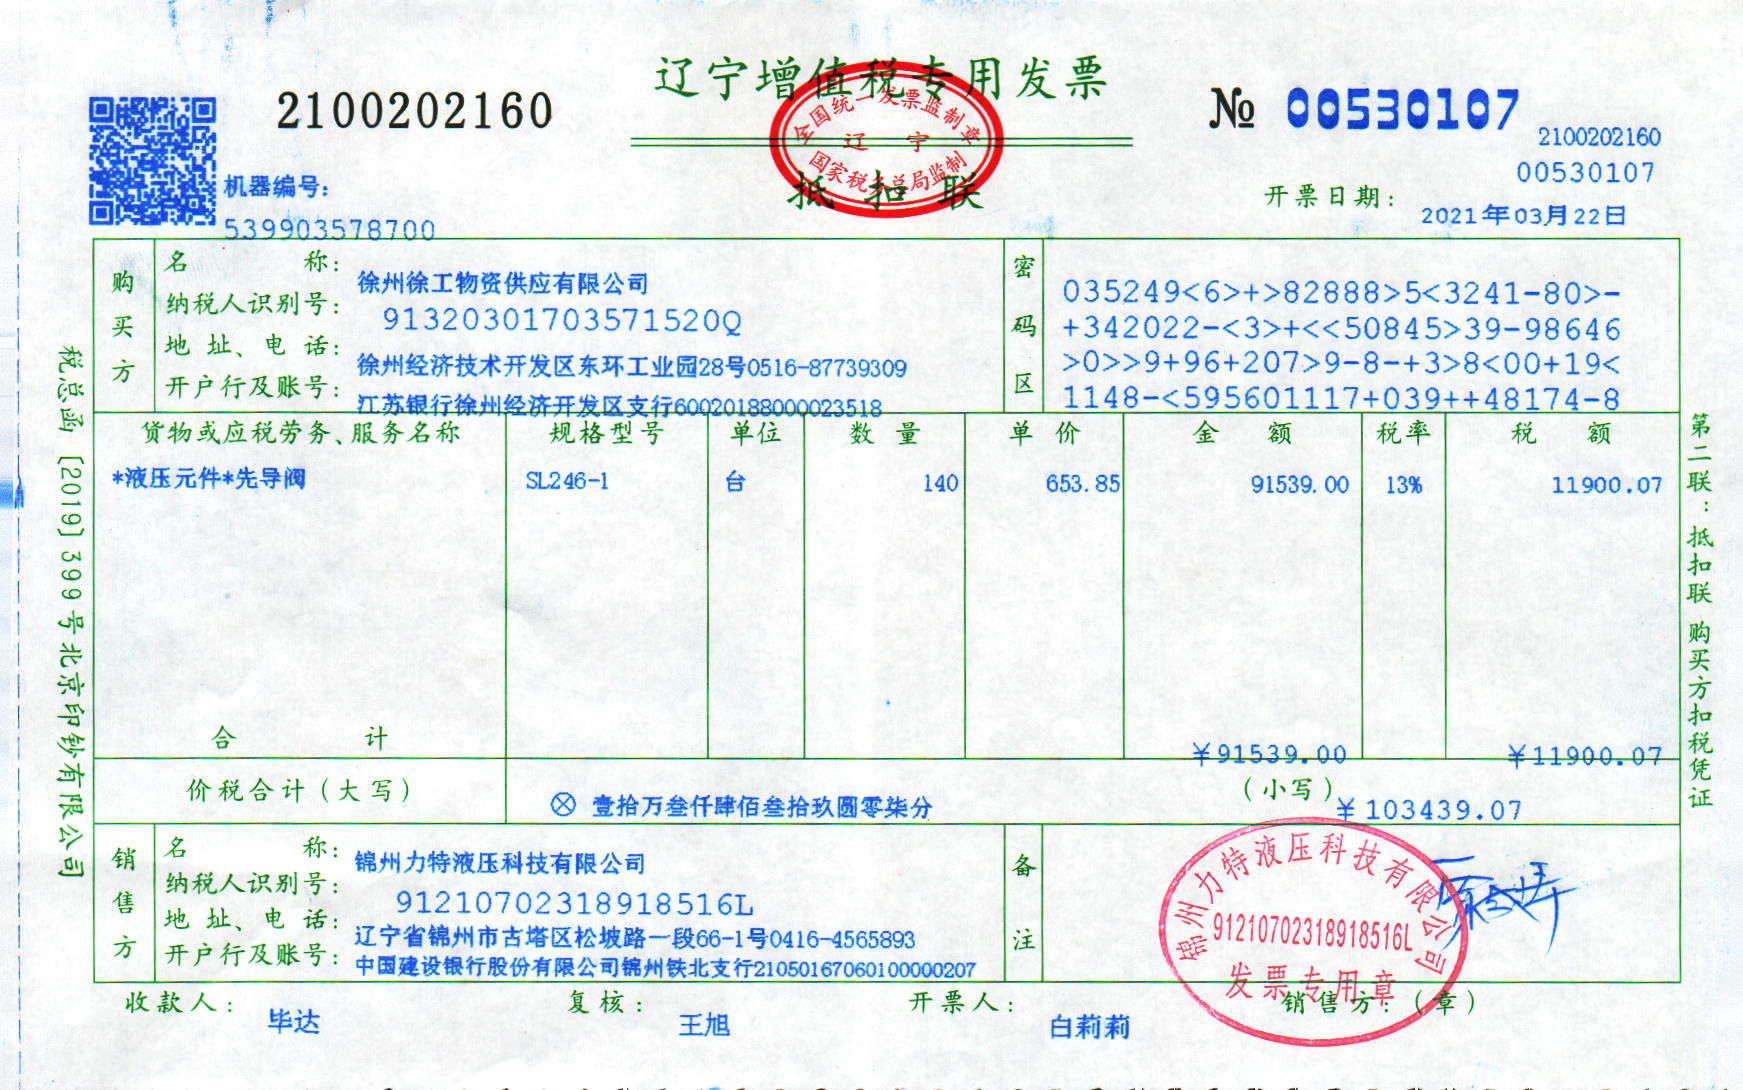 辽宁增值税专用发票
2100202160
№ 00530107
2100202160
00530107
全国统一发票监制章
辽 宁
国家税务总局监制
抵 扣 联
机器编号:
539903578700
开票日期: 2021年03月22日
购买方
名 称: 徐州徐工物资供应有限公司
纳税人识别号: 91320301703571520Q
地 址、电 话: 徐州经济技术开发区东环工业园28号0516-87739309
开户行及账号: 江苏银行徐州经济开发区支行60020188000023518
密码区
035249<6>+>82888>5<3241-80>-
+342022-<3>+<<50845>39-98646
>0>>9+96+207>9-8-+3>8<00+19<
1148-<595601117+039++48174-8
货物或应税劳务、服务名称 规格型号 单位 数 量 单 价 金 额 税率 税 额
*液压元件*先导阀 SL246-1 台 140 653.85 91539.00 13% 11900.07
合 计 ¥91539.00 ¥11900.07
价税合计(大写) ⊗ 壹拾万叁仟肆佰叁拾玖圆零柒分 (小写) ¥103439.07
销售方
名 称: 锦州力特液压科技有限公司
纳税人识别号: 91210702318918516L
地 址、电 话: 辽宁省锦州市古塔区松坡路一段66-1号0416-4565893
开户行及账号: 中国建设银行股份有限公司锦州铁北支行21050167060100000207
备注
锦州力特液压科技有限公司
91210702318918516L
发票专用章
收款人: 毕达 复核: 王旭 开票人: 白莉莉 销售方:(章)
税总函〔2019〕399号北京印钞有限公司
第二联:抵扣联 购买方扣税凭证